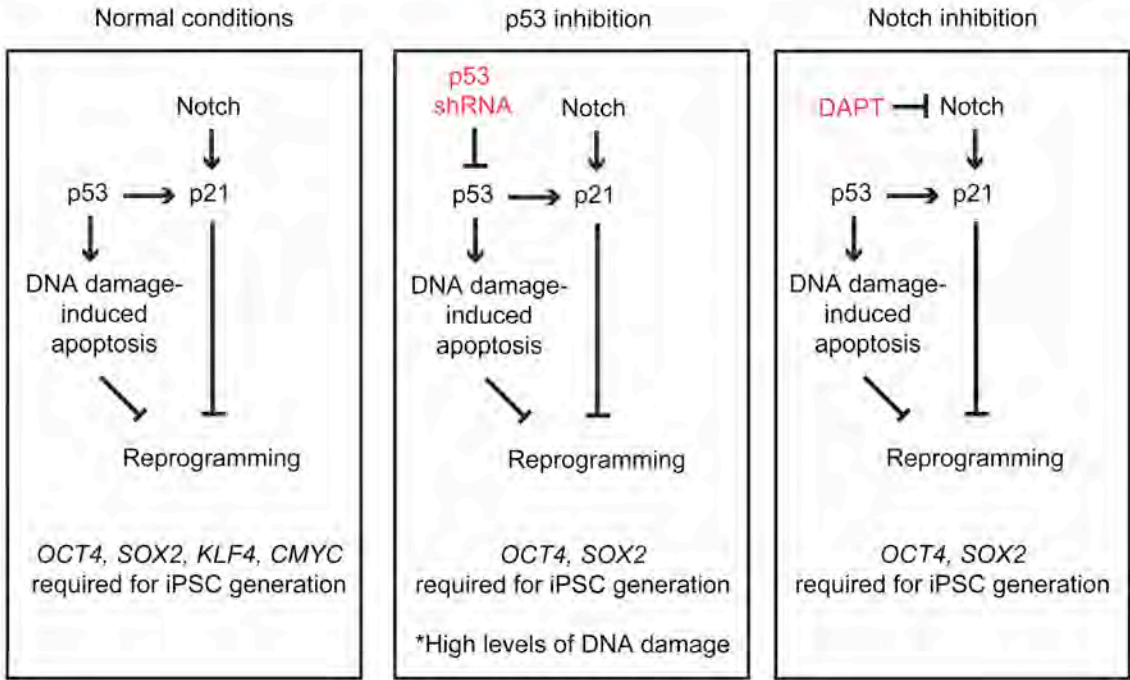 Normal conditions
Notch
p53
p21
DNA damage-
induced
apoptosis
Reprogramming
OCT4, SOX2, KLF4, CMYC
required for iPSC generation
p53 inhibition
p53
shRNA
Notch
p53
p21
DNA damage-
induced
apoptosis
Reprogramming
OCT4, SOX2
required for iPSC generation
*High levels of DNA damage
Notch inhibition
DAPT
Notch
p53
p21
DNA damage-
induced
apoptosis
Reprogramming
OCT4, SOX2
required for iPSC generation